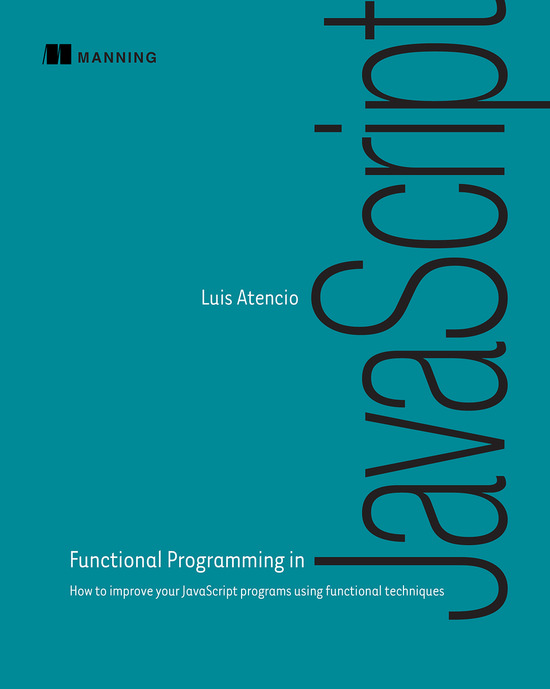 MANNING
Luis Atencio
Functional Programming in
JavaScript
How to improve your JavaScript programs using functional techniques